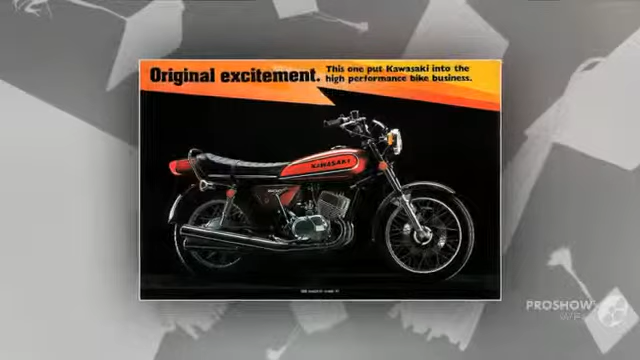 Original excitement.
This one put Kawasaki into the
high performance bike business.
KAWASAKI
PROSHOW